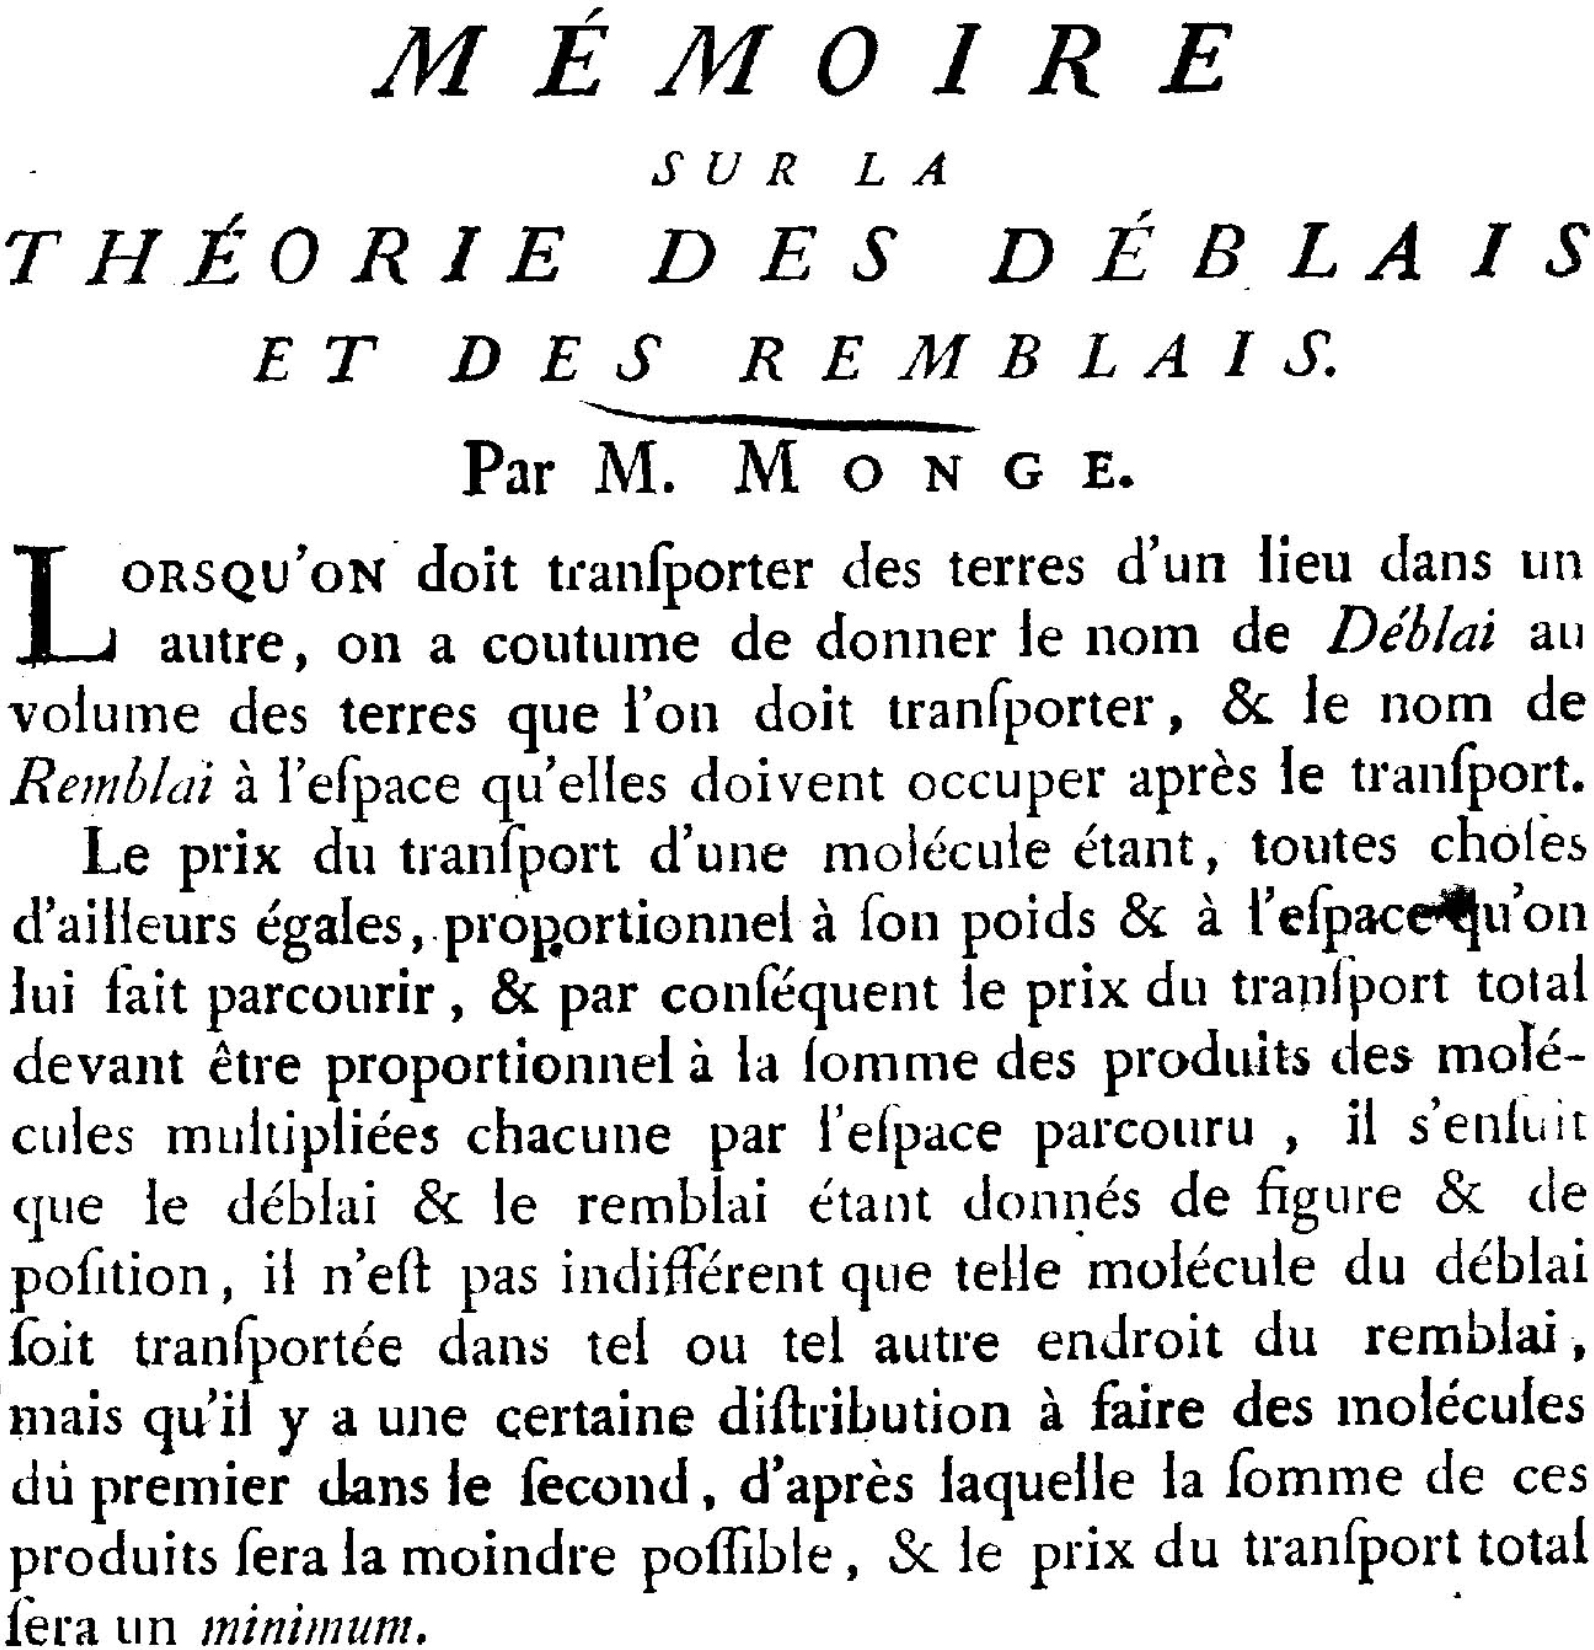 MÉMOIRE
SUR LA
THÉORIE DES DÉBLAIS
ET DES REMBLAIS.
Par M. MONGE.
LORSQU'ON doit tranſporter des terres d'un lieu dans un
autre, on a coutume de donner le nom de Déblai au
volume des terres que l'on doit tranſporter, & le nom de
Remblai à l'eſpace qu'elles doivent occuper après le tranſport.
Le prix du tranſport d'une molécule étant, toutes choſes
d'ailleurs égales, proportionnel à ſon poids & à l'eſpace qu'on
lui fait parcourir, & par conſéquent le prix du tranſport total
devant être proportionnel à la ſomme des produits des molé-
cules multipliées chacune par l'eſpace parcouru, il s'enſuit
que le déblai & le remblai étant donnés de figure & de
poſition, il n'eſt pas indifférent que telle molécule du déblai
ſoit tranſportée dans tel ou tel autre endroit du remblai,
mais qu'il y a une certaine diſtribution à faire des molécules
du premier dans le ſecond, d'après laquelle la ſomme de ces
produits ſera la moindre poſſible, & le prix du tranſport total
ſera un minimum.